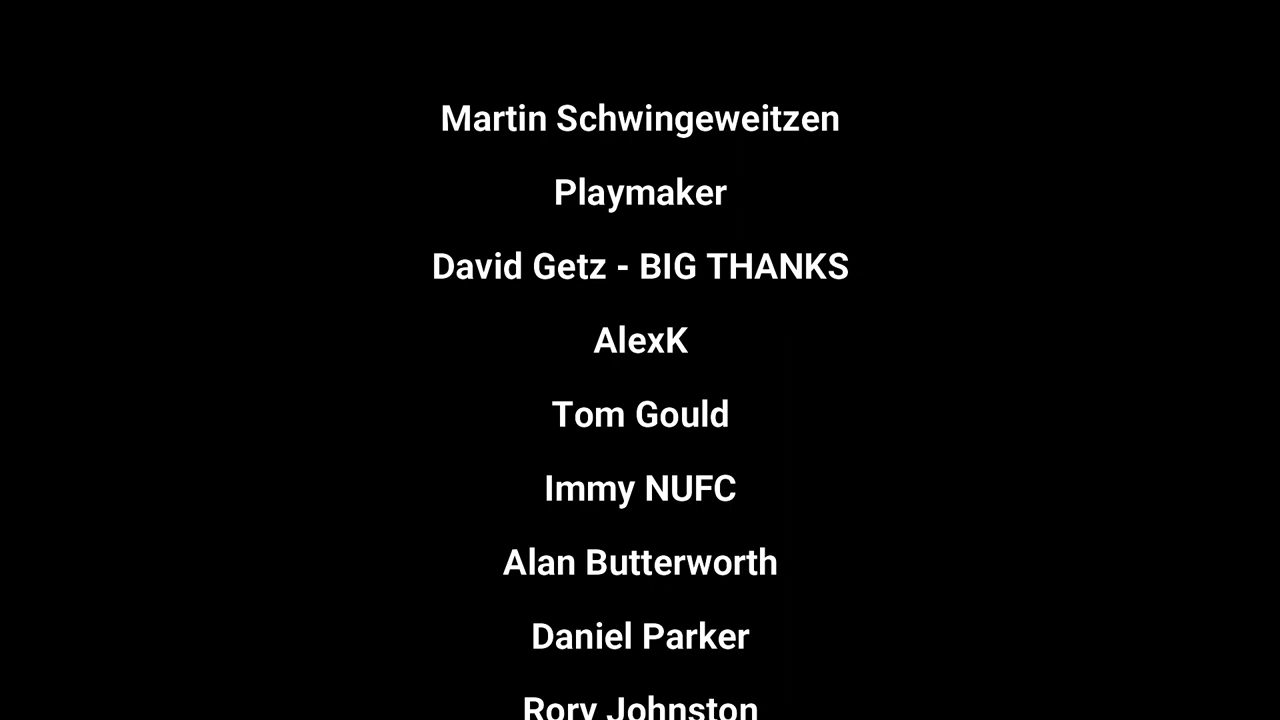 Martin Schwingeweitzen
Playmaker
David Getz - BIG THANKS
AlexK
Tom Gould
Immy NUFC
Alan Butterworth
Daniel Parker
Rory Johnston